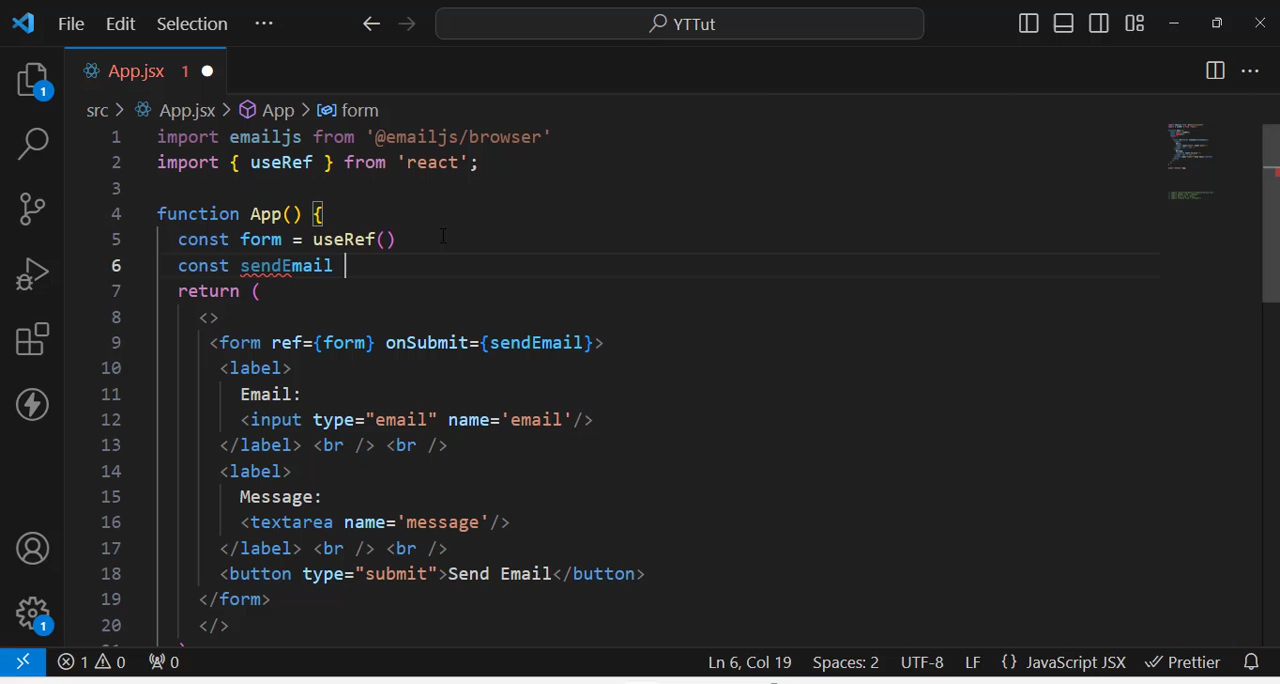 File Edit Selection ··· YTTut
App.jsx 1
src > App.jsx > App > form
1 import emailjs from '@emailjs/browser'
2 import { useRef } from 'react';
3
4 function App() {
5 const form = useRef()
6 const sendEmail
7 return (
8 <>
9 <form ref={form} onSubmit={sendEmail}>
10 <label>
11 Email:
12 <input type="email" name='email'/>
13 </label> <br /> <br />
14 <label>
15 Message:
16 <textarea name='message'/>
17 </label> <br /> <br />
18 <button type="submit">Send Email</button>
19 </form>
20 </>
1
1
1 0 0 Ln 6, Col 19 Spaces: 2 UTF-8 LF {} JavaScript JSX Prettier